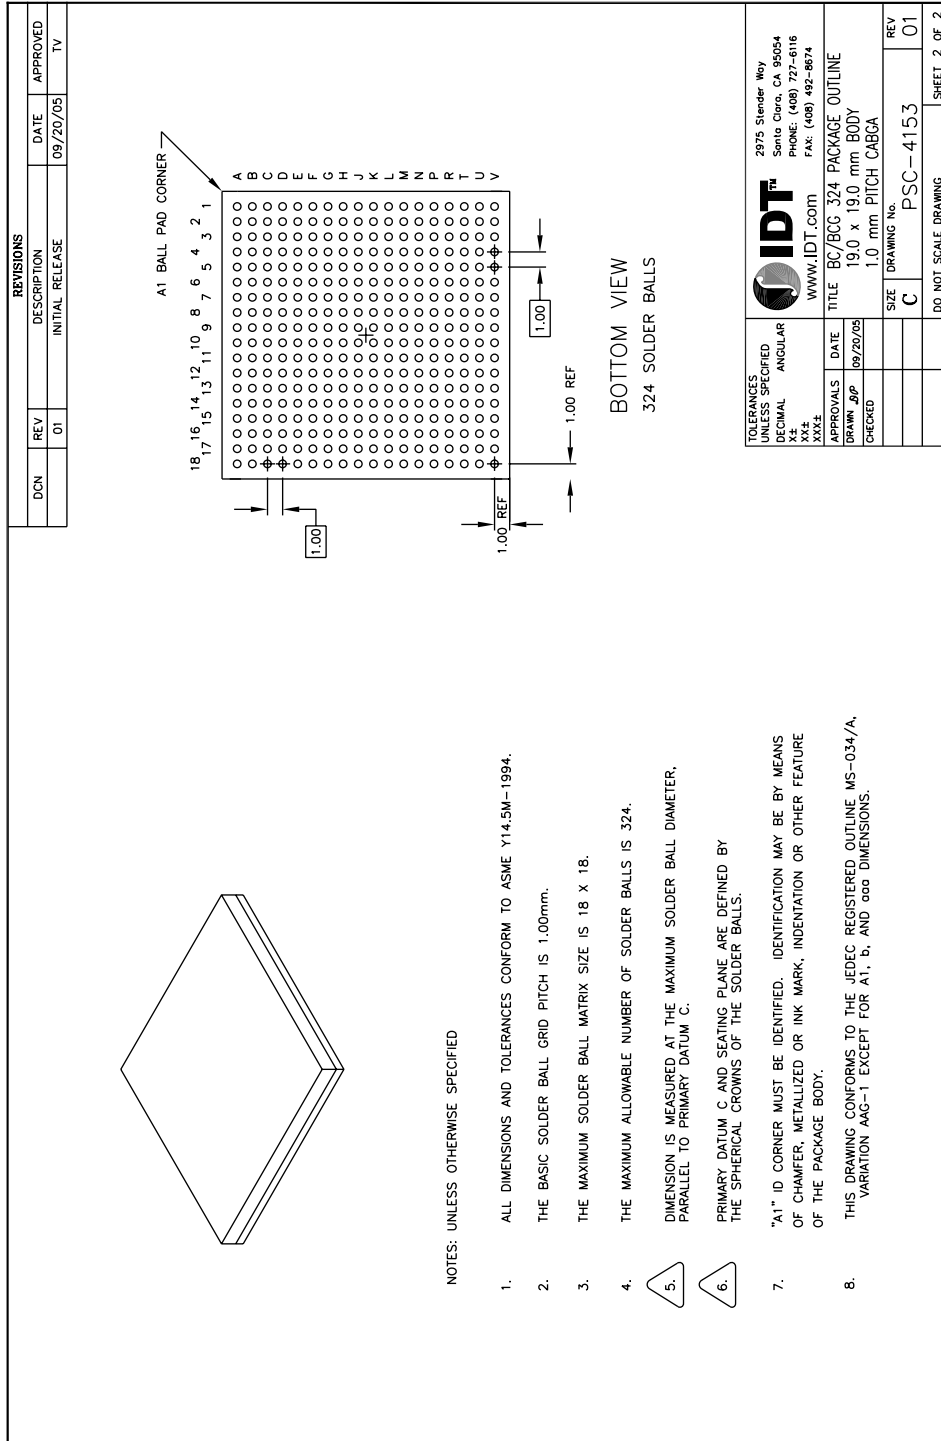 REVISIONS
DCN REV DESCRIPTION DATE APPROVED
01 INITIAL RELEASE 09/20/05 TV
A1 BALL PAD CORNER
18 17 16 15 14 13 12 11 10 9 8 7 6 5 4 3 2 1
A
B
C
D
E
F
G
H
J
K
L
M
N
P
R
T
U
V
1.00
1.00 REF
1.00
1.00 REF
BOTTOM VIEW
324 SOLDER BALLS
NOTES: UNLESS OTHERWISE SPECIFIED
1. ALL DIMENSIONS AND TOLERANCES CONFORM TO ASME Y14.5M-1994.
2. THE BASIC SOLDER BALL GRID PITCH IS 1.00mm.
3. THE MAXIMUM SOLDER BALL MATRIX SIZE IS 18 X 18.
4. THE MAXIMUM ALLOWABLE NUMBER OF SOLDER BALLS IS 324.
5. DIMENSION IS MEASURED AT THE MAXIMUM SOLDER BALL DIAMETER,
PARALLEL TO PRIMARY DATUM C.
6. PRIMARY DATUM C AND SEATING PLANE ARE DEFINED BY
THE SPHERICAL CROWNS OF THE SOLDER BALLS.
7. "A1" ID CORNER MUST BE IDENTIFIED. IDENTIFICATION MAY BE BY MEANS
OF CHAMFER, METALLIZED OR INK MARK, INDENTATION OR OTHER FEATURE
OF THE PACKAGE BODY.
8. THIS DRAWING CONFORMS TO THE JEDEC REGISTERED OUTLINE MS-034/A,
VARIATION AAG-1 EXCEPT FOR A1, b, AND aaa DIMENSIONS.
TOLERANCES
UNLESS SPECIFIED
DECIMAL ANGULAR
X±
XX±
XXX±
APPROVALS DATE
DRAWN 09/20/05
CHECKED
IDT™
www.IDT.com
2975 Stender Way
Santa Clara, CA 95054
PHONE: (408) 727-6116
FAX: (408) 492-8674
TITLE BC/BCG 324 PACKAGE OUTLINE
19.0 x 19.0 mm BODY
1.0 mm PITCH CABGA
SIZE DRAWING No. REV
C PSC-4153 01
DO NOT SCALE DRAWING SHEET 2 OF 2